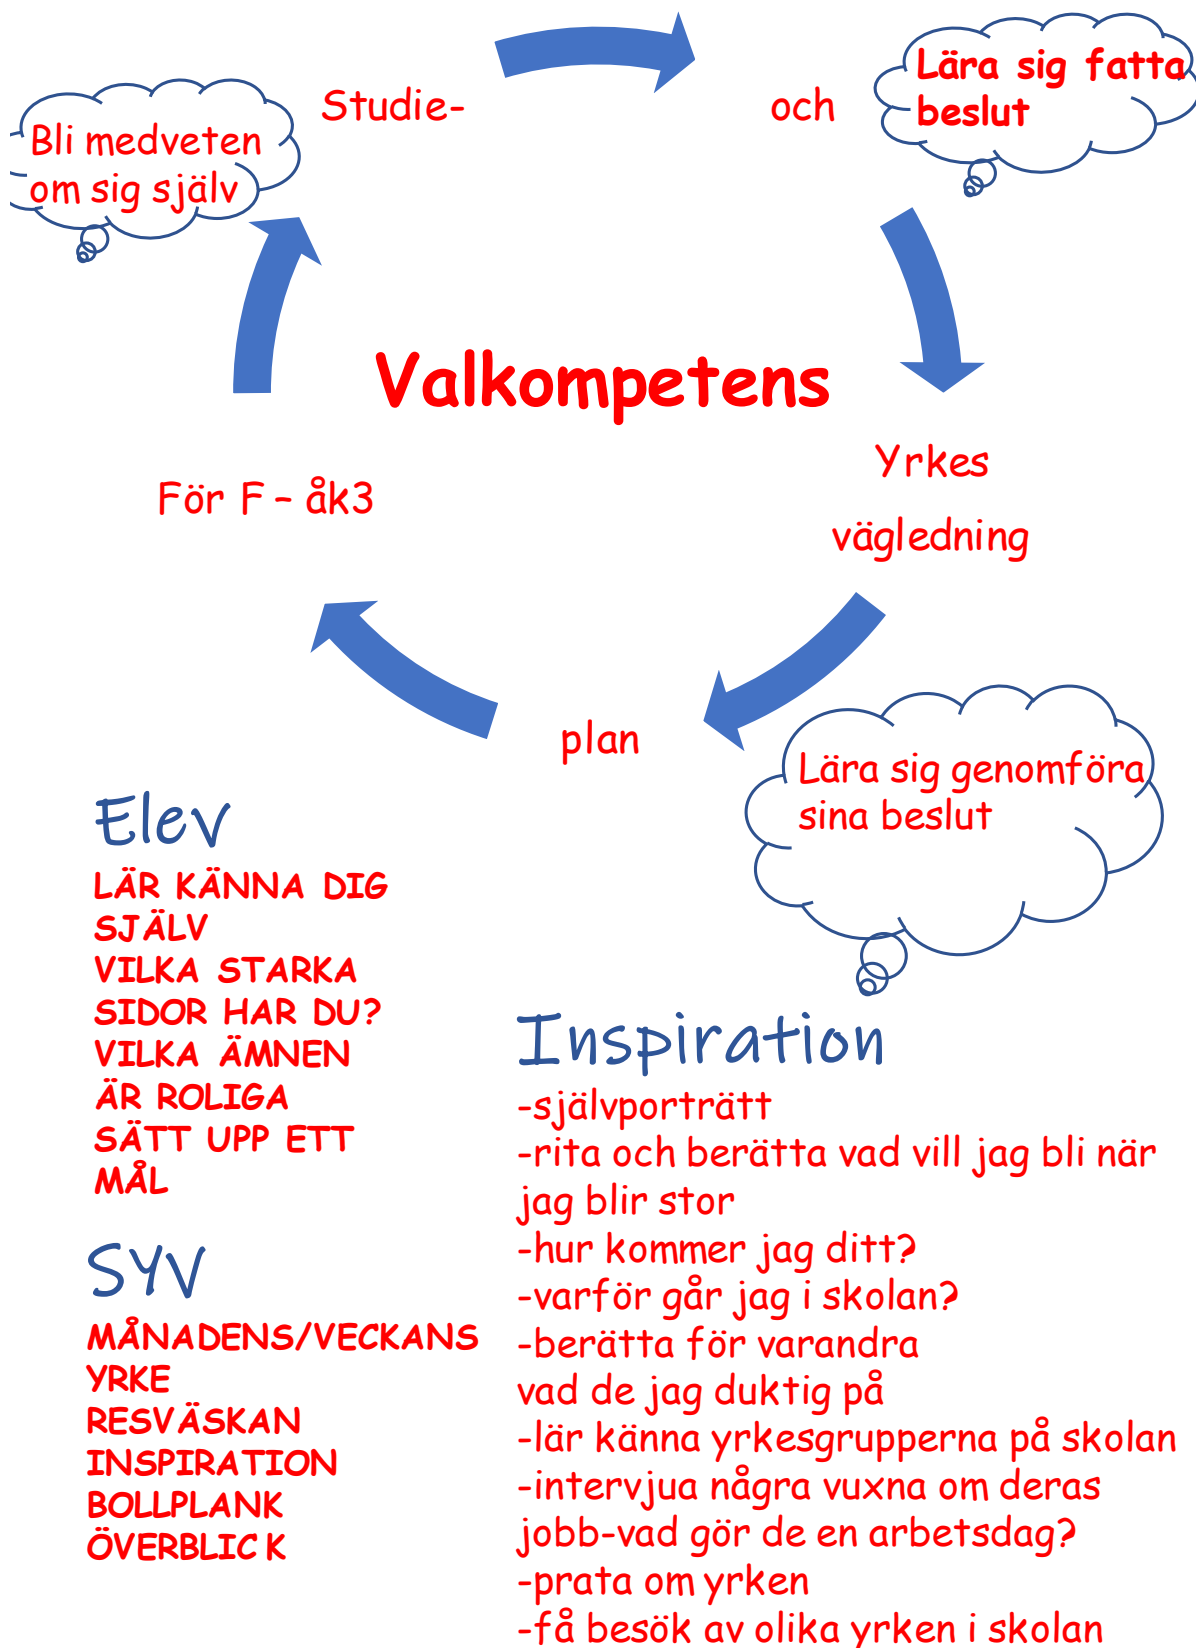 Studie-
och
Lära sig fatta
beslut
Bli medveten
om sig själv
Valkompetens
Yrkes
vägledning
För F – åk3
plan
Lära sig genomföra
sina beslut
Elev
LÄR KÄNNA DIG
SJÄLV
VILKA STARKA
SIDOR HAR DU?
VILKA ÄMNEN
ÄR ROLIGA
SÄTT UPP ETT
MÅL
SYV
MÅNADENS/VECKANS
YRKE
RESVÄSKAN
INSPIRATION
BOLLPLANK
ÖVERBLICK
Inspiration
-självporträtt
-rita och berätta vad vill jag bli när
jag blir stor
-hur kommer jag ditt?
-varför går jag i skolan?
-berätta för varandra
vad de jag duktig på
-lär känna yrkesgrupperna på skolan
-intervjua några vuxna om deras
jobb-vad gör de en arbetsdag?
-prata om yrken
-få besök av olika yrken i skolan